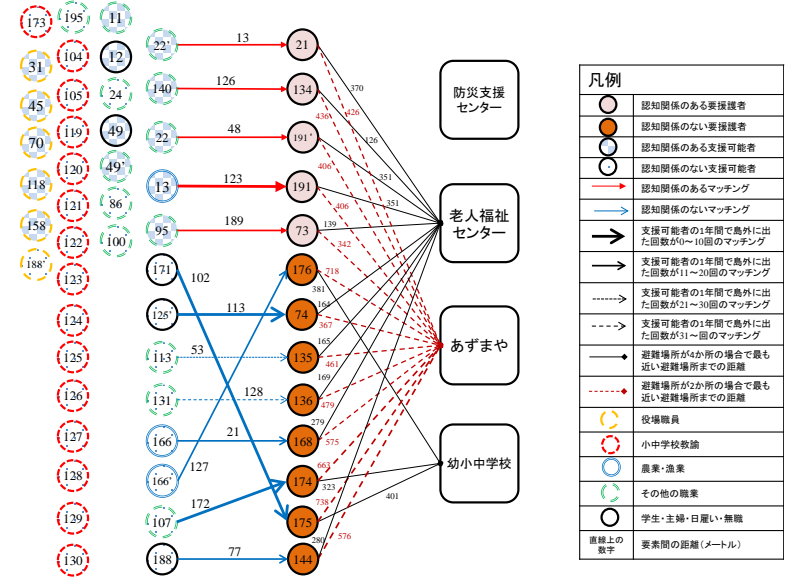 173
195
11
31
104
12
45
105
24
70
119
49
118
120
49'
158
121
86
188'
122
100
123
124
125
126
127
128
129
130
22'
13
21
140
126
134
22
48
191'
13
123
191
95
189
73
171
102
176
125'
113
74
113
53
135
131
128
136
166
21
168
166'
127
174
107
172
175
188
77
144
370
426
436
126
406
351
406
351
139
342
718
381
164
367
165
461
169
479
279
575
663
323
738
401
280
576
防災支援
センター
老人福祉
センター
あずまや
幼小中学校
凡例
認知関係のある要援護者
認知関係のない要援護者
認知関係のある支援可能者
認知関係のない支援可能者
認知関係のあるマッチング
認知関係のないマッチング
支援可能者の1年間で島外に出
た回数が0～10回のマッチング
支援可能者の1年間で島外に出
た回数が11～20回のマッチング
支援可能者の1年間で島外に出
た回数が21～30回のマッチング
支援可能者の1年間で島外に出
た回数が31～回のマッチング
避難場所が4か所の場合で最も
近い避難場所までの距離
避難場所が2か所の場合で最も
近い避難場所までの距離
役場職員
小中学校教諭
農業・漁業
その他の職業
学生・主婦・日雇い・無職
直線上の
数字
要素間の距離（メートル）